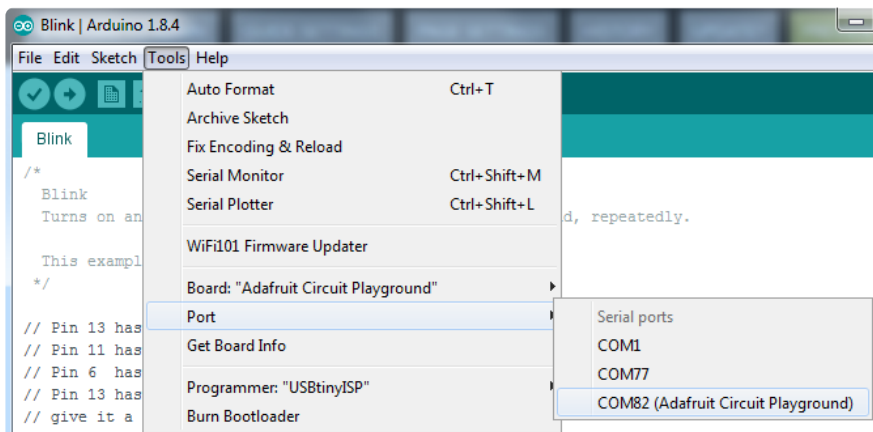 Blink | Arduino 1.8.4
File Edit Sketch Tools Help
Auto Format Ctrl+T
Archive Sketch
Fix Encoding & Reload
Serial Monitor Ctrl+Shift+M
Serial Plotter Ctrl+Shift+L
WiFi101 Firmware Updater
Board: "Adafruit Circuit Playground"
Port
Get Board Info
Programmer: "USBtinyISP"
Burn Bootloader
Serial ports
COM1
COM77
COM82 (Adafruit Circuit Playground)
Blink
/*
Blink
Turns on an
d, repeatedly.
This exampl
*/
// Pin 13 has
// Pin 11 has
// Pin 6 has
// Pin 13 has
// give it a